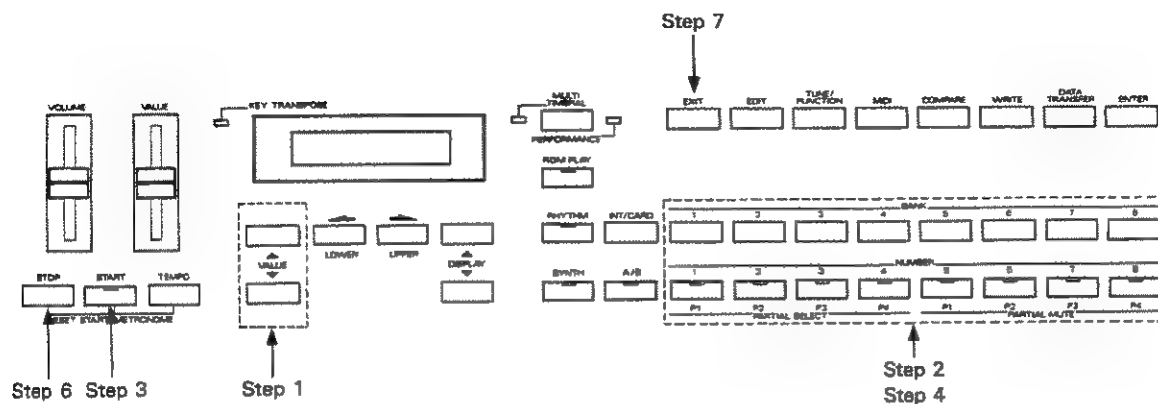 Step 7
VOLUME VALUE
KEY TRANSPOSE
MULTI TIMBRAL
PERFORMANCE
EXIT EDIT TUNE/FUNCTION MIDI COMPARE WRITE DATA TRANSFER ENTER
ROM PLAY
BANK
RHYTHM INT/CARD 1 2 3 4 5 6 7 8
VALUE LOWER UPPER DISPLAY
NUMBER
STOP START TEMPO
SYNTH A/B 1 2 3 4 5 6 7 8
RESET START METRONOME
P1 P2 P3 P4 P1 P2 P3 P4
PARTIAL SELECT PARTIAL MUTE
Step 6 Step 3 Step 1 Step 2
Step 4